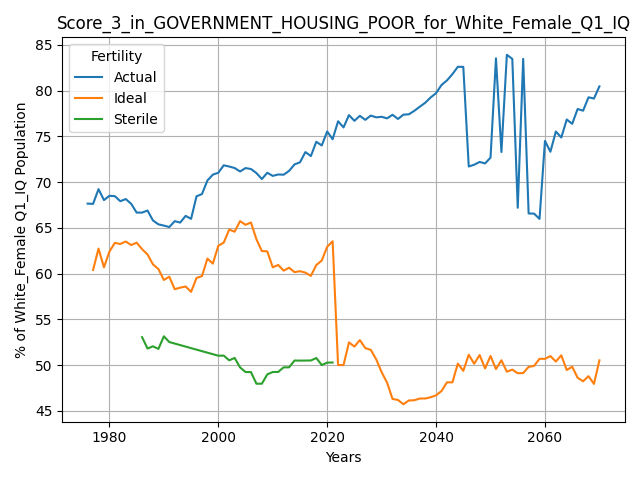 Score_3_in_GOVERNMENT_HOUSING_POOR_for_White_Female_Q1_IQ
Fertility
Actual
Ideal
Sterile
% of White_Female Q1_IQ Population
85
80
75
70
65
60
55
50
45
1980
2000
2020
2040
2060
Years